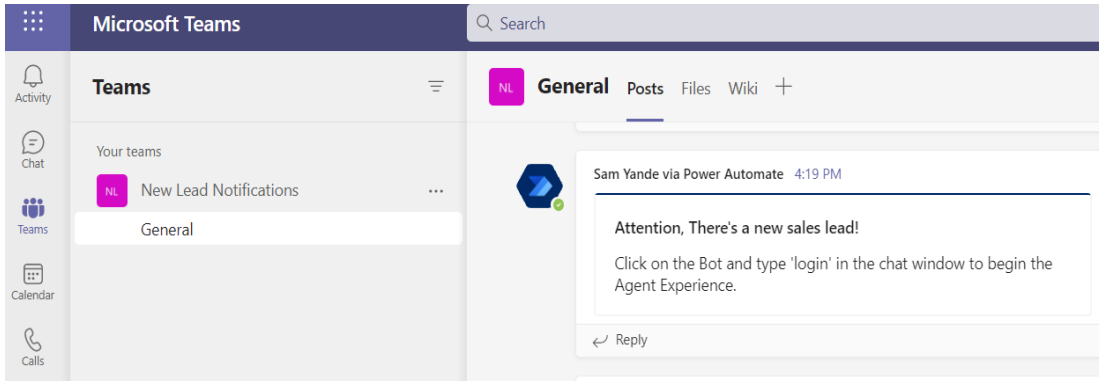 Microsoft Teams
Search
Activity
Chat
Teams
Calendar
Calls
Teams
Your teams
NL New Lead Notifications ...
General
NL General Posts Files Wiki
Sam Yande via Power Automate 4:19 PM
Attention, There's a new sales lead!
Click on the Bot and type 'login' in the chat window to begin the
Agent Experience.
Reply